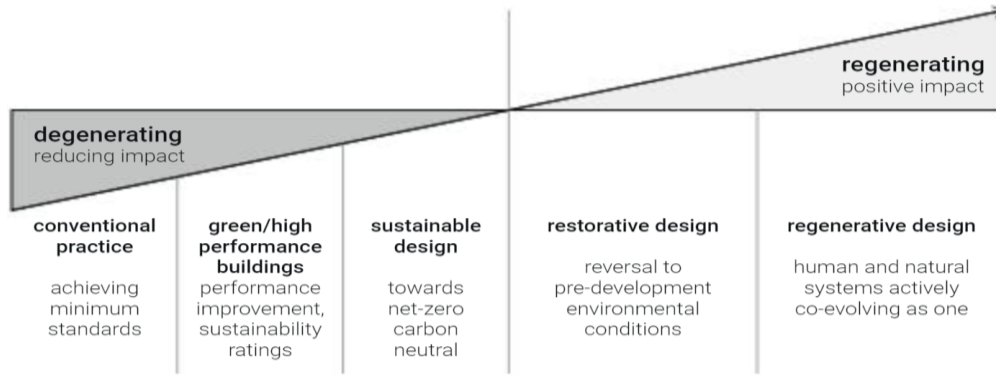 regenerating
positive impact
degenerating
reducing impact
conventional
practice
achieving
minimum
standards
green/high
performance
buildings
performance
improvement,
sustainability
ratings
sustainable
design
towards
net-zero
carbon
neutral
restorative design
reversal to
pre-development
environmental
conditions
regenerative design
human and natural
systems actively
co-evolving as one